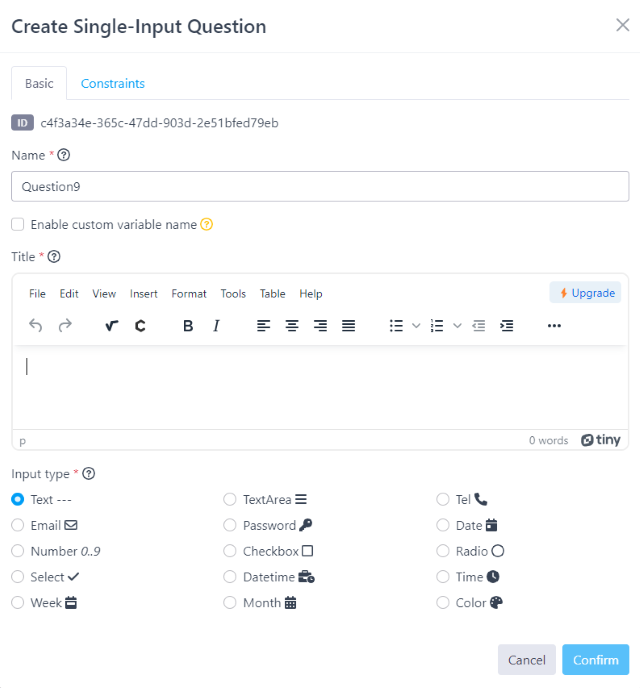 Create Single-Input Question
Basic Constraints
ID c4f3a34e-365c-47dd-903d-2e51bfed79eb
Name *
Question9
Enable custom variable name
Title *
File Edit View Insert Format Tools Table Help Upgrade
B I
p 0 words tiny
Input type *
Text --- TextArea Tel
Email Password Date
Number 0..9 Checkbox Radio
Select Datetime Time
Week Month Color
Cancel Confirm